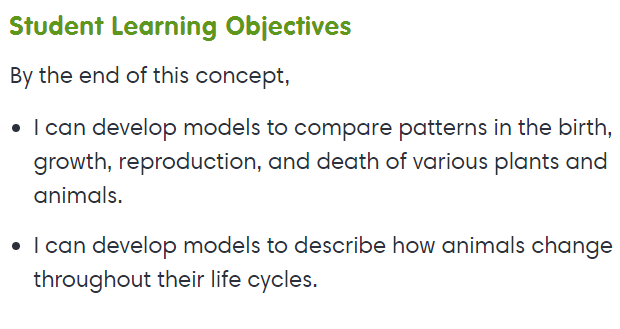 Student Learning Objectives
By the end of this concept,
• I can develop models to compare patterns in the birth,
growth, reproduction, and death of various plants and
animals.
• I can develop models to describe how animals change
throughout their life cycles.